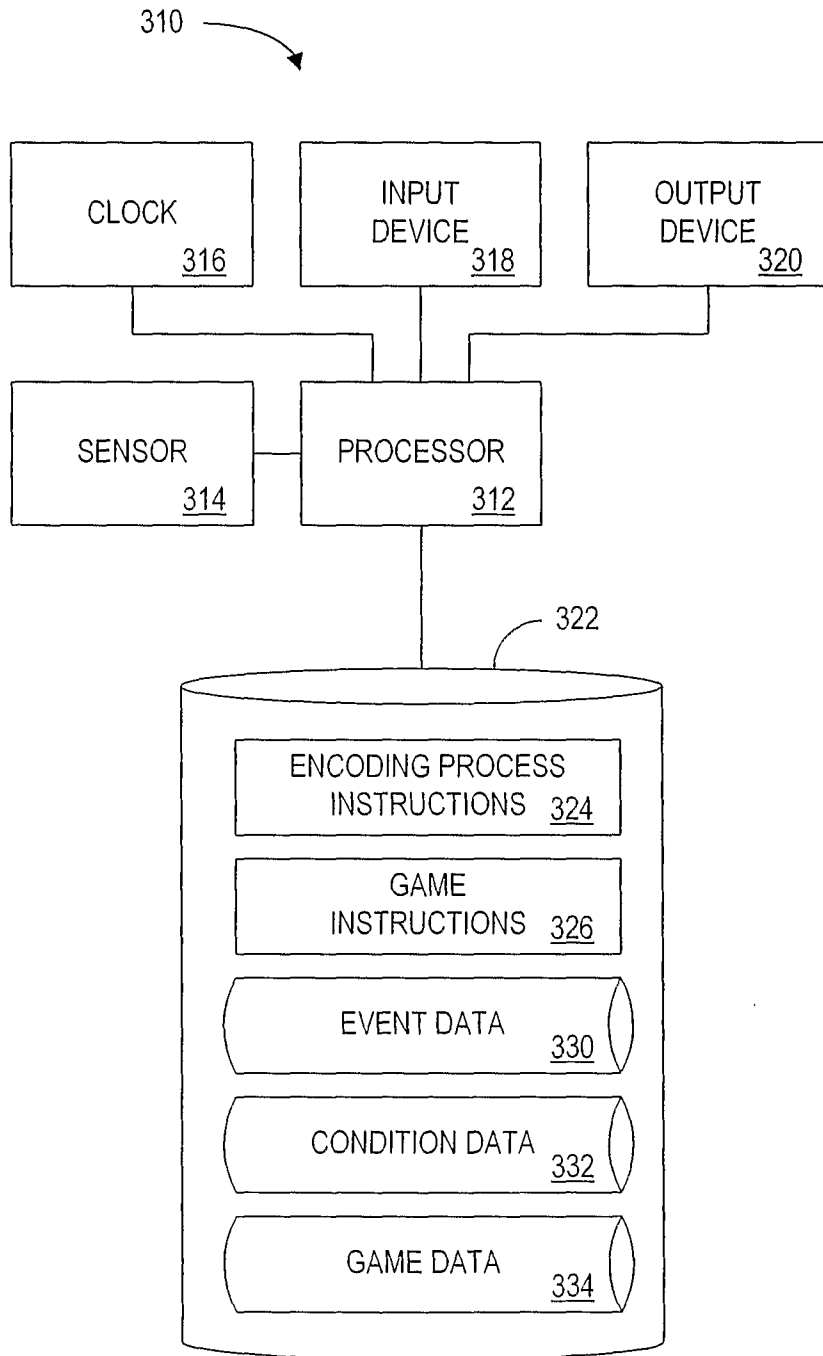 310
CLOCK
316
INPUT
DEVICE
318
OUTPUT
DEVICE
320
SENSOR
314
PROCESSOR
312
322
ENCODING PROCESS
INSTRUCTIONS 324
GAME
INSTRUCTIONS 326
EVENT DATA 330
CONDITION DATA 332
GAME DATA 334